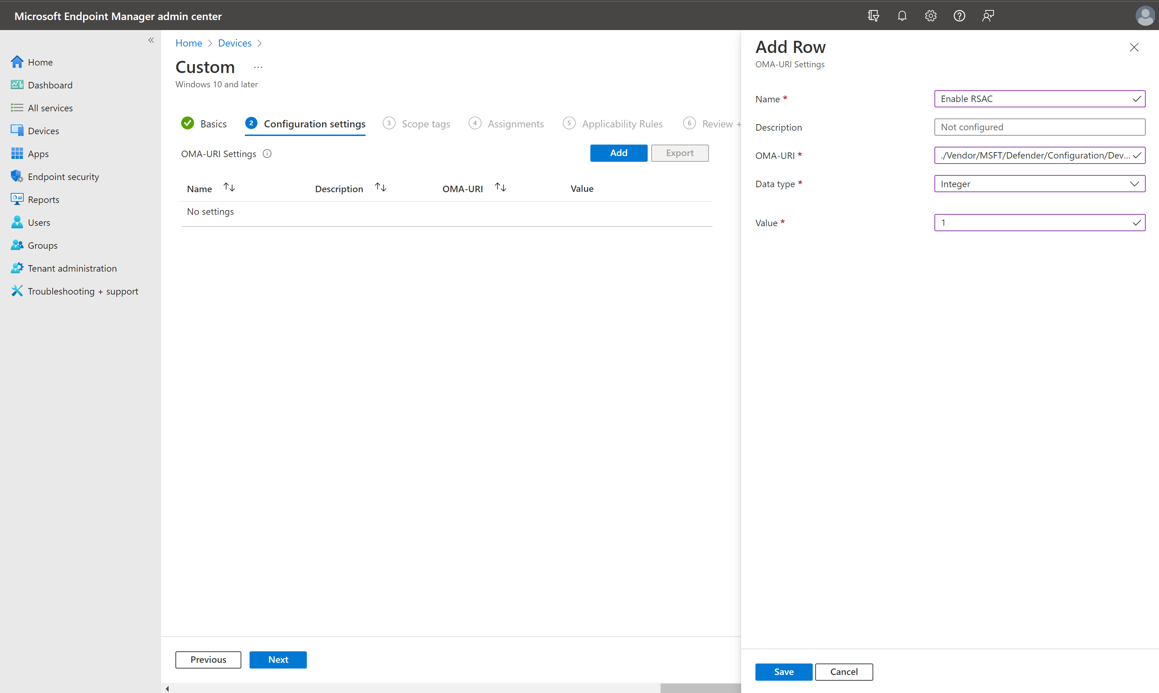 Microsoft Endpoint Manager admin center
«
Home
Dashboard
All services
Devices
Apps
Endpoint security
Reports
Users
Groups
Tenant administration
Troubleshooting + support
Home > Devices >
Custom ...
Windows 10 and later
Basics
2 Configuration settings
3 Scope tags
4 Assignments
5 Applicability Rules
6 Review +
OMA-URI Settings
Add
Export
Name ↑↓ Description ↑↓ OMA-URI ↑↓ Value
No settings
Previous
Next
Add Row
OMA-URI Settings
Name * Enable RSAC
Description Not configured
OMA-URI * ./Vendor/MSFT/Defender/Configuration/Dev...
Data type * Integer
Value * 1
Save
Cancel